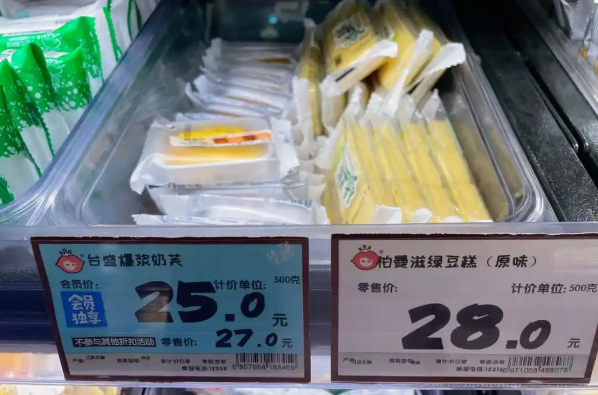 台盛爆浆奶芙
会员价:
计价单位: 500克
会员
独享
25.0 元
不参与其他折扣活动
零售价: 27.0 元
柏叠滋绿豆糕 (原味)
零售价:
计价单位: 500克
28.0 元